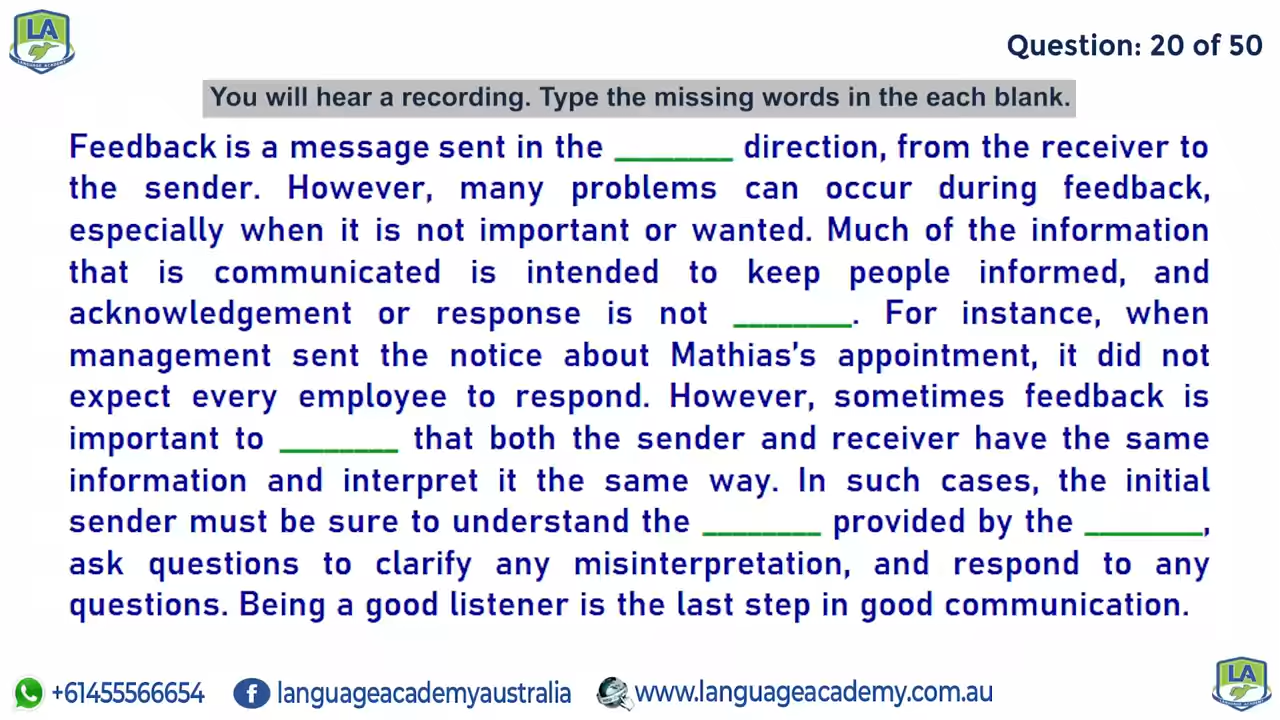 LA
LANGUAGE ACADEMY
Question: 20 of 50
You will hear a recording. Type the missing words in the each blank.
Feedback is a message sent in the ________ direction, from the receiver to
the sender. However, many problems can occur during feedback,
especially when it is not important or wanted. Much of the information
that is communicated is intended to keep people informed, and
acknowledgement or response is not ________. For instance, when
management sent the notice about Mathias's appointment, it did not
expect every employee to respond. However, sometimes feedback is
important to ________ that both the sender and receiver have the same
information and interpret it the same way. In such cases, the initial
sender must be sure to understand the ________ provided by the ________,
ask questions to clarify any misinterpretation, and respond to any
questions. Being a good listener is the last step in good communication.
+61455566654 languageacademyaustralia www.languageacademy.com.au
LA
LANGUAGE ACADEMY